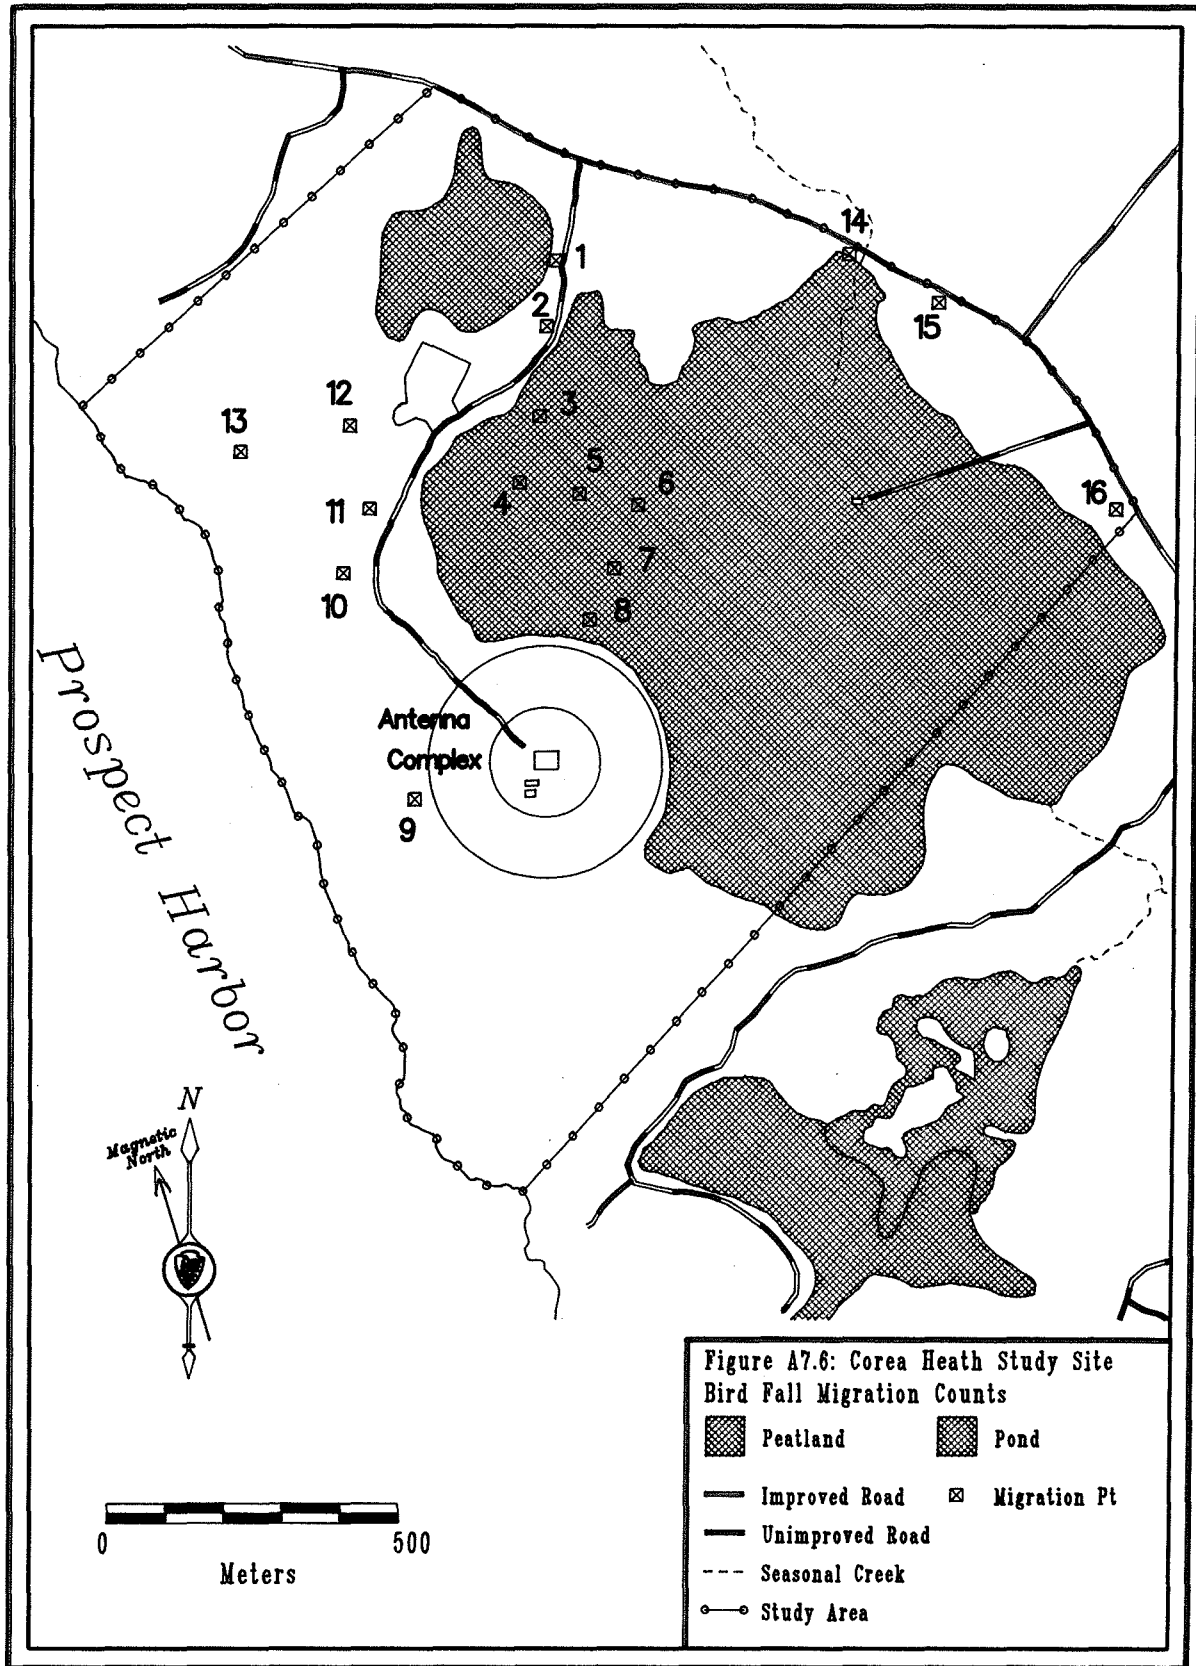 14
1
15
2
12
3
13
5
6
4
11
16
7
10
8
Prospect Harbor
Antenna
Complex
9
N
Magnetic
North
Figure A7.6: Corea Heath Study Site
Bird Fall Migration Counts
Peatland
Pond
Improved Road
Migration Pt
Unimproved Road
Seasonal Creek
Study Area
0
500
Meters